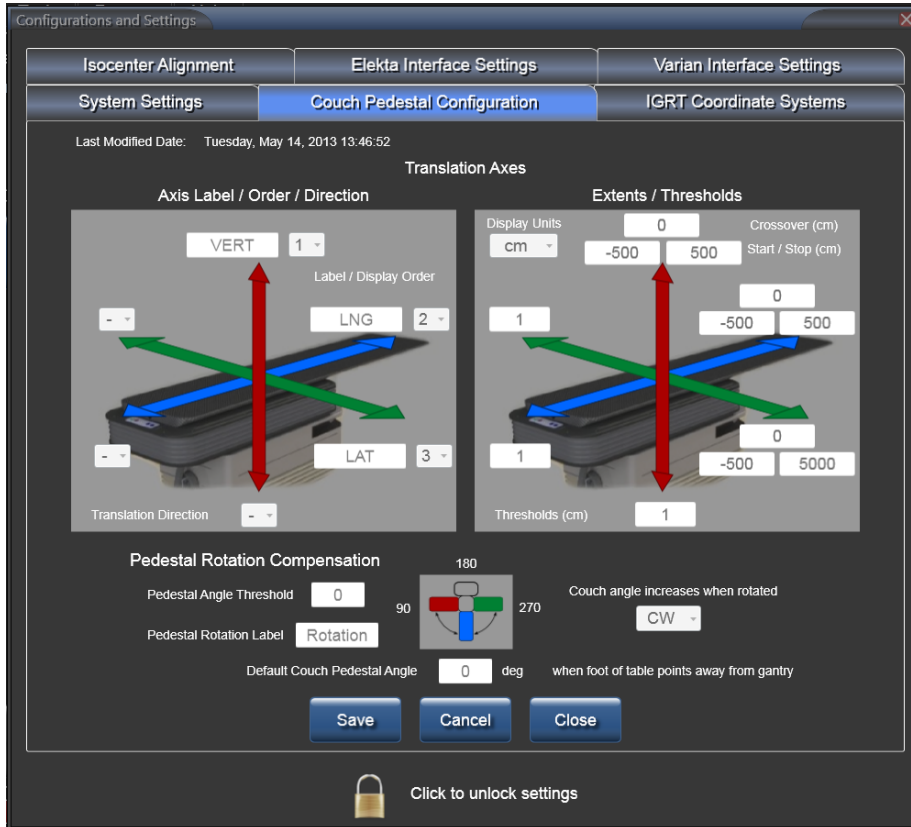 Configurations and Settings
Isocenter Alignment Elekta Interface Settings Varian Interface Settings
System Settings Couch Pedestal Configuration IGRT Coordinate Systems
Last Modified Date: Tuesday, May 14, 2013 13:46:52
Translation Axes
Axis Label / Order / Direction
VERT 1
Label / Display Order
- LNG 2
- LAT 3
Translation Direction -
Extents / Thresholds
Display Units 0 Crossover (cm)
cm -500 500 Start / Stop (cm)
0
1 -500 500
0
1 -500 5000
Thresholds (cm) 1
Pedestal Rotation Compensation
Pedestal Angle Threshold 0
Pedestal Rotation Label Rotation
180
90 270
Couch angle increases when rotated
CW
Default Couch Pedestal Angle 0 deg when foot of table points away from gantry
Save Cancel Close
Click to unlock settings